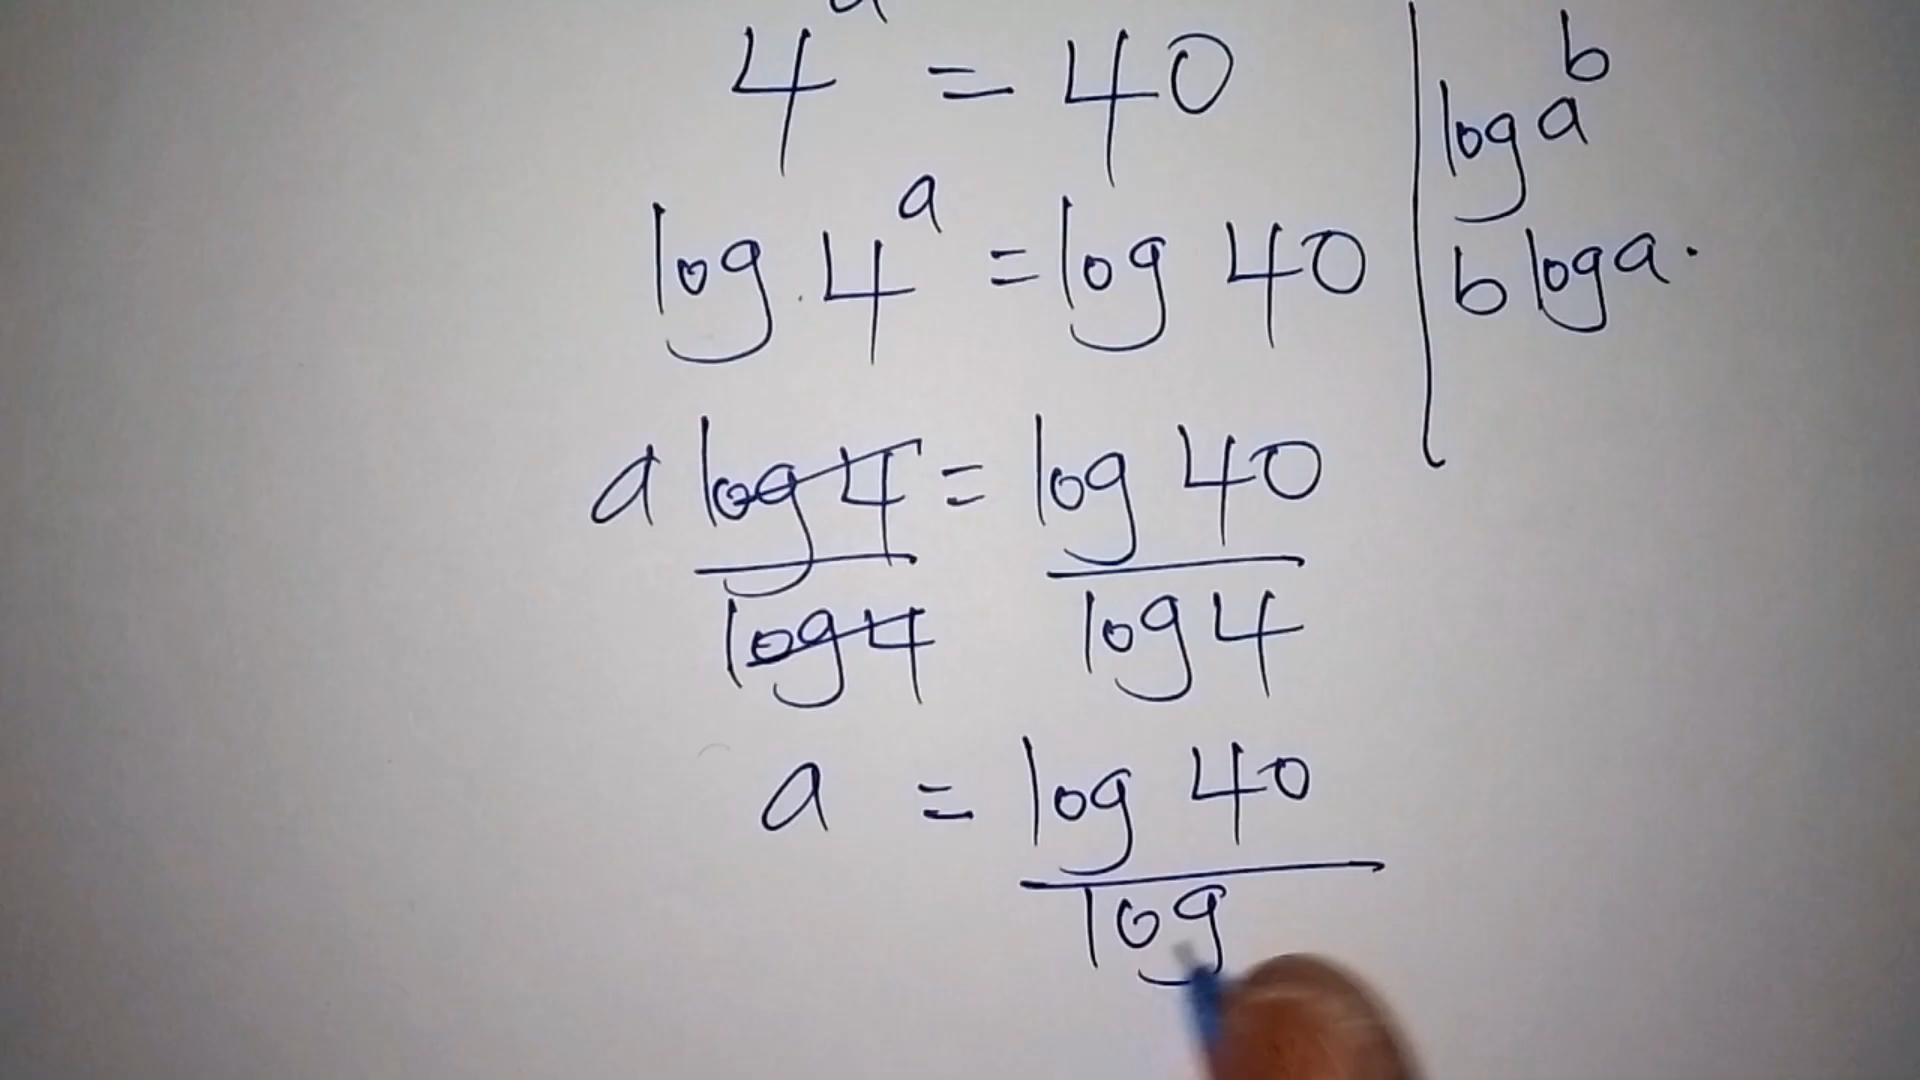 4^a = 40
log 4^a = log 40
a log 4 = log 40
log 4 log 4
a = log 40
log
log a^b
b log a.